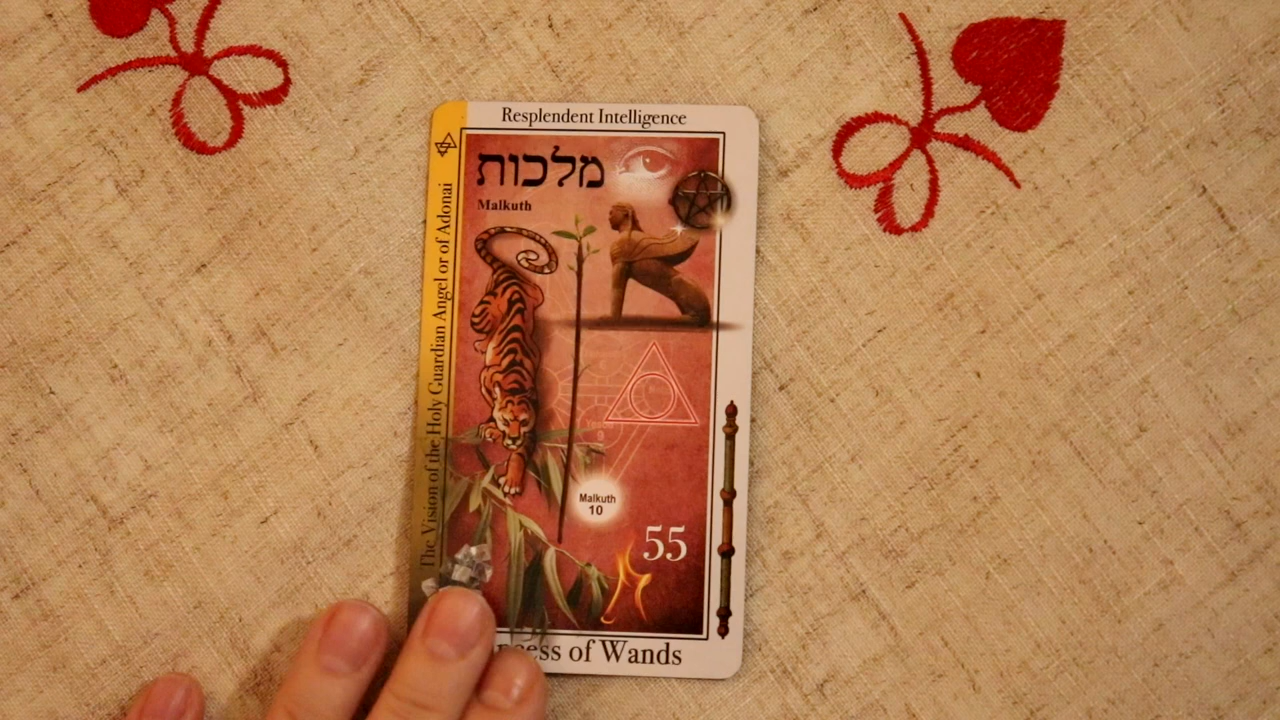 Resplendent Intelligence
מלכות
Malkuth
The Vision of the Holy Guardian Angel or of Adonai
Malkuth
10
55
of Wands